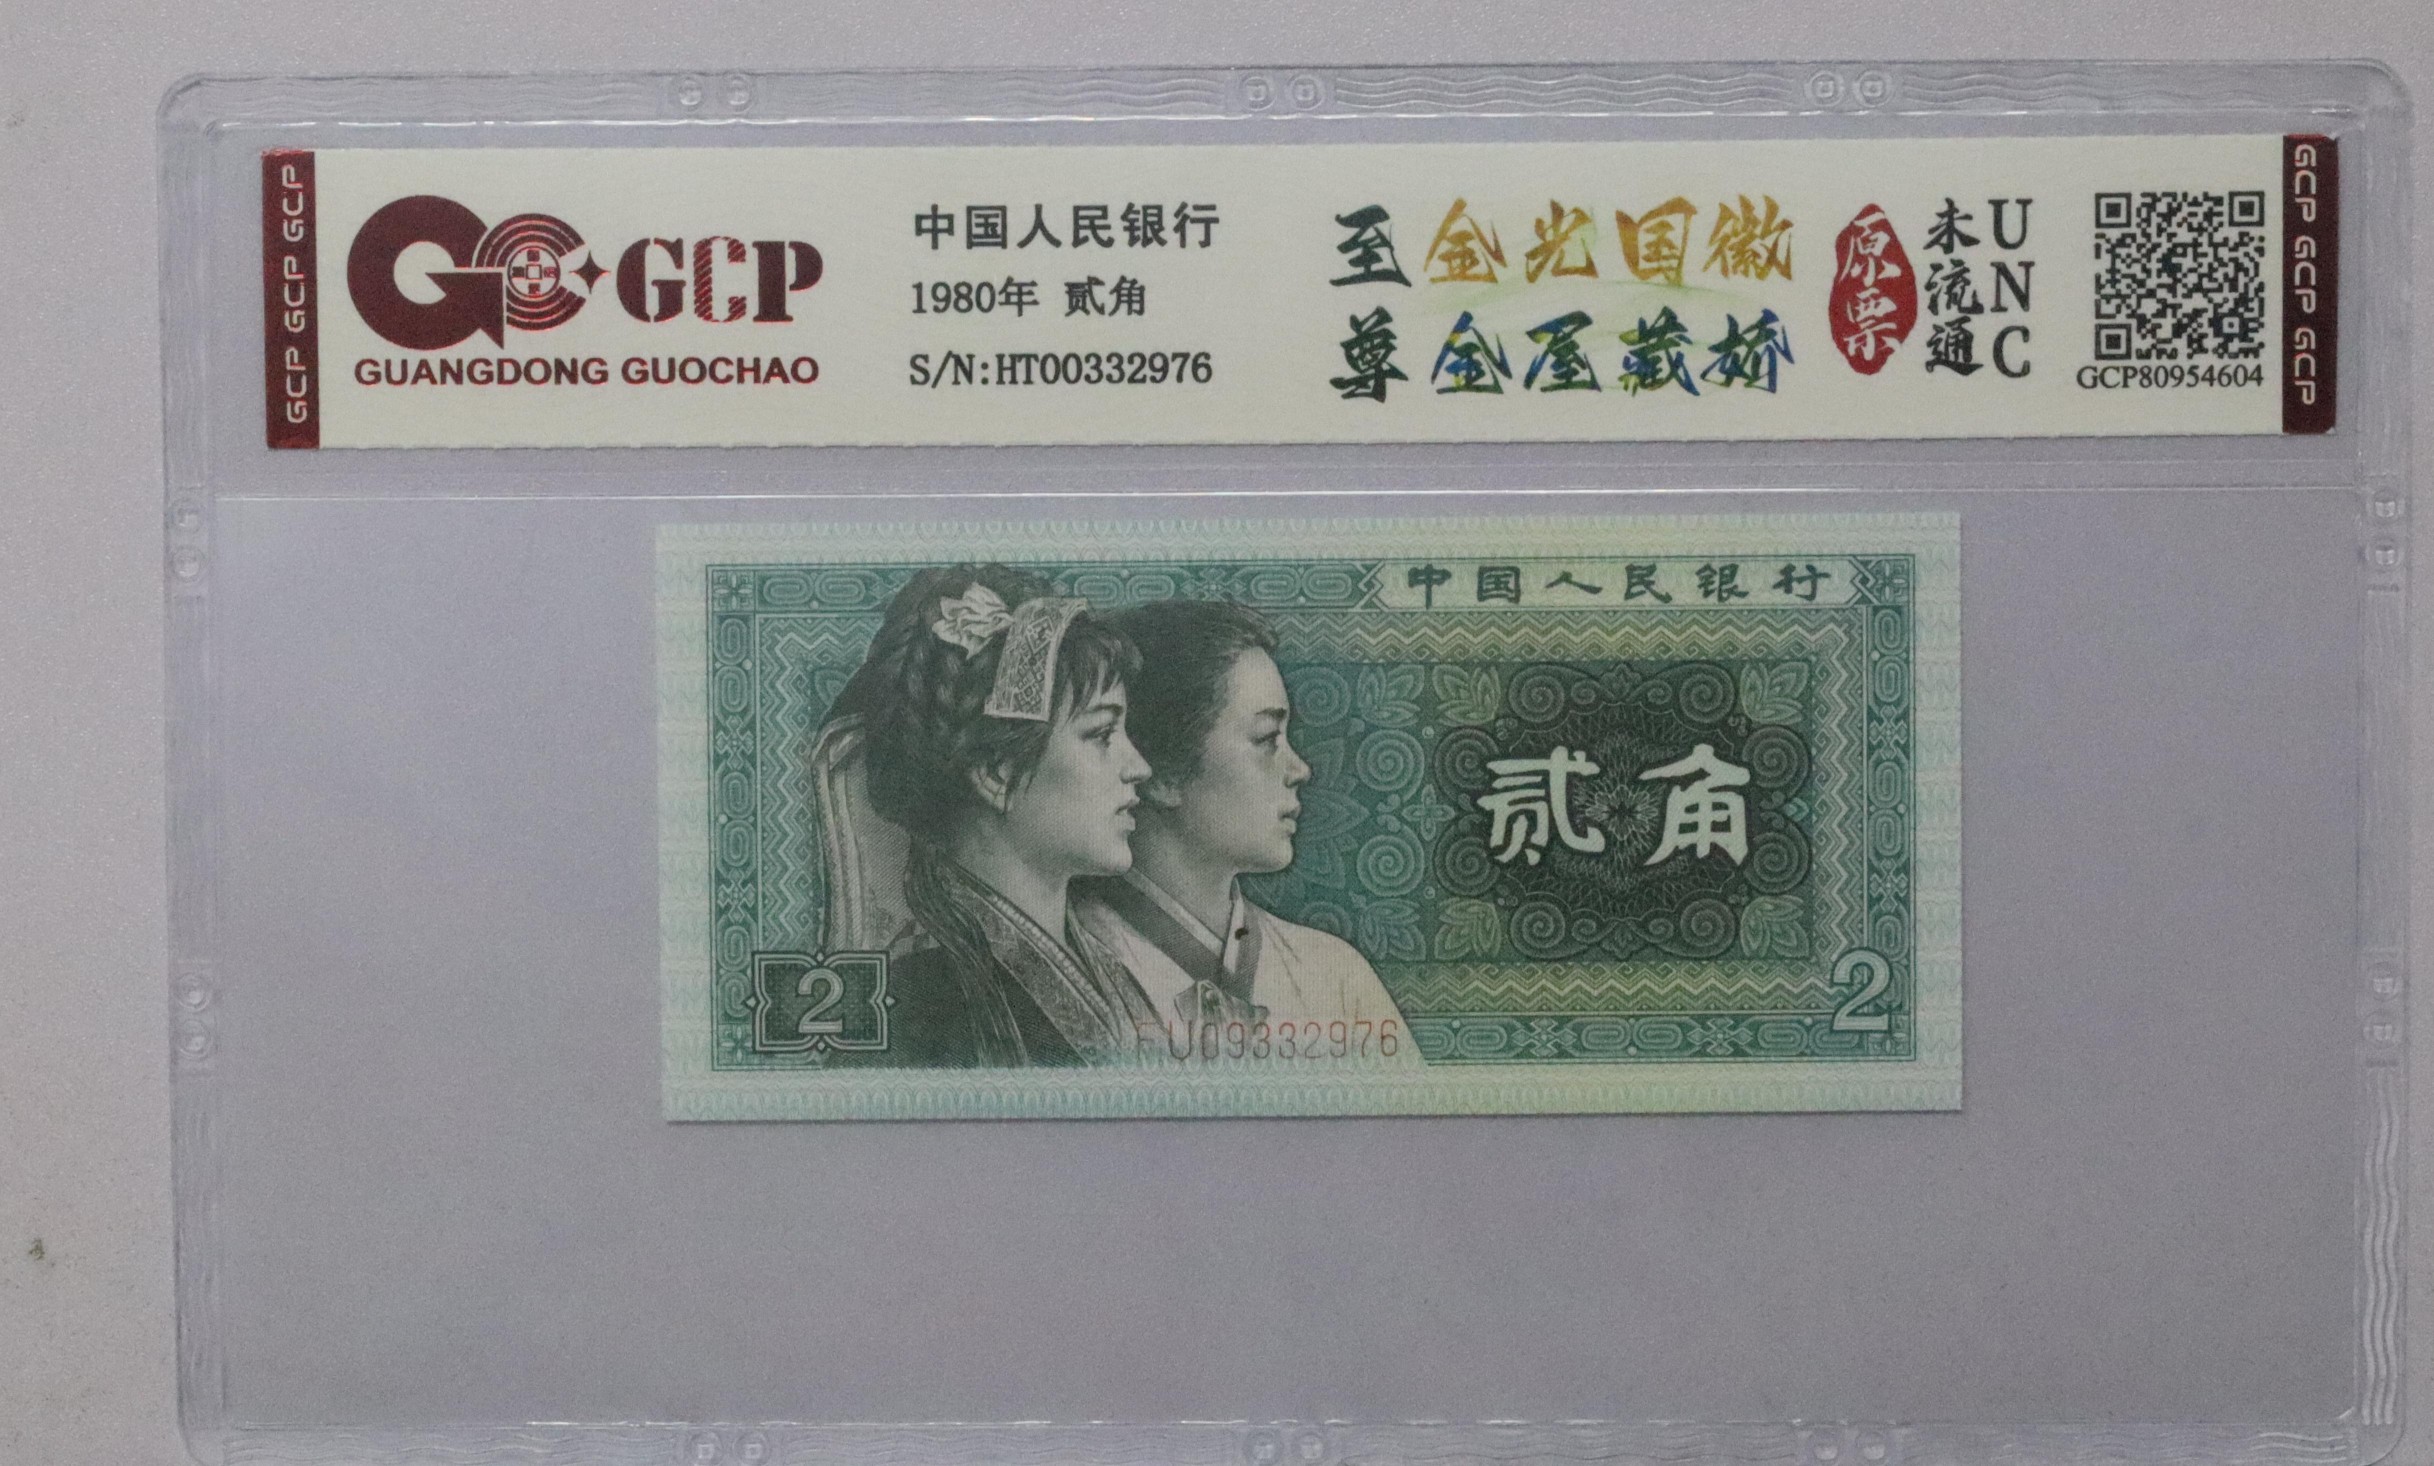 GCP GCP GCP
GCP
GUANGDONG GUOCHAO
中国人民银行
1980年 贰角
S/N:HT00332976
至尊
金光国徽
金屋藏娇
原票
未流通
UNC
GCP80954604
GCP GCP GCP
中国人民银行
贰角
2
2
FU09332976